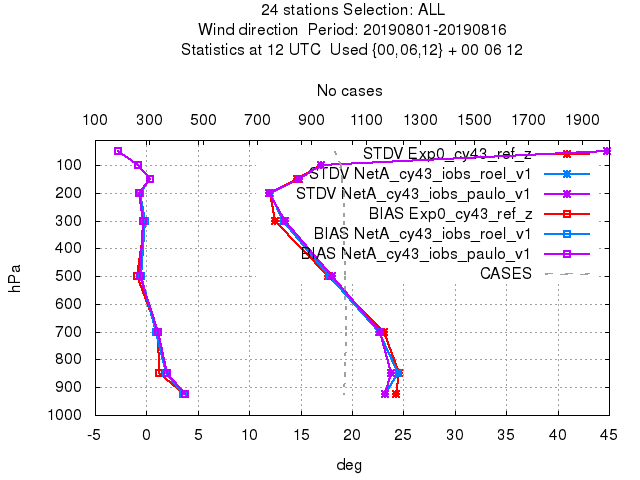 24 stations Selection: ALL
Wind direction  Period: 20190801-20190816
Statistics at 12 UTC  Used {00,06,12} + 00 06 12
No cases
100 300 500 700 900 1100 1300 1500 1700 1900
STDV Exp0_cy43_ref_z
100
STDV NetA_cy43_iobs_roel_v1
200
STDV NetA_cy43_iobs_paulo_v1
BIAS Exp0_cy43_ref_z
300
BIAS NetA_cy43_iobs_roel_v1
400
BIAS NetA_cy43_iobs_paulo_v1
CASES
500
600
700
800
900
1000
hPa
-5 0 5 10 15 20 25 30 35 40 45
deg